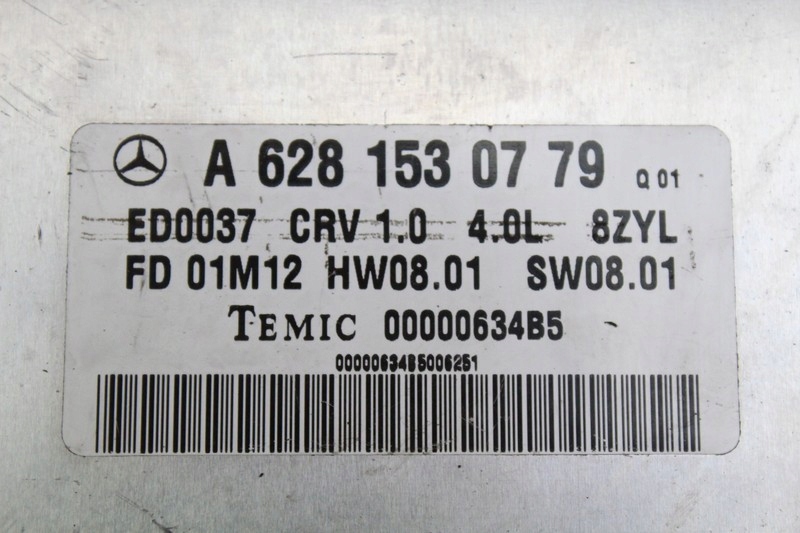 A 628 153 07 79 Q 01
ED0037 CRV 1.0 4.0L 8ZYL
FD 01M12 HW08.01 SW08.01
TEMIC 00000634B5
00000634B5006251